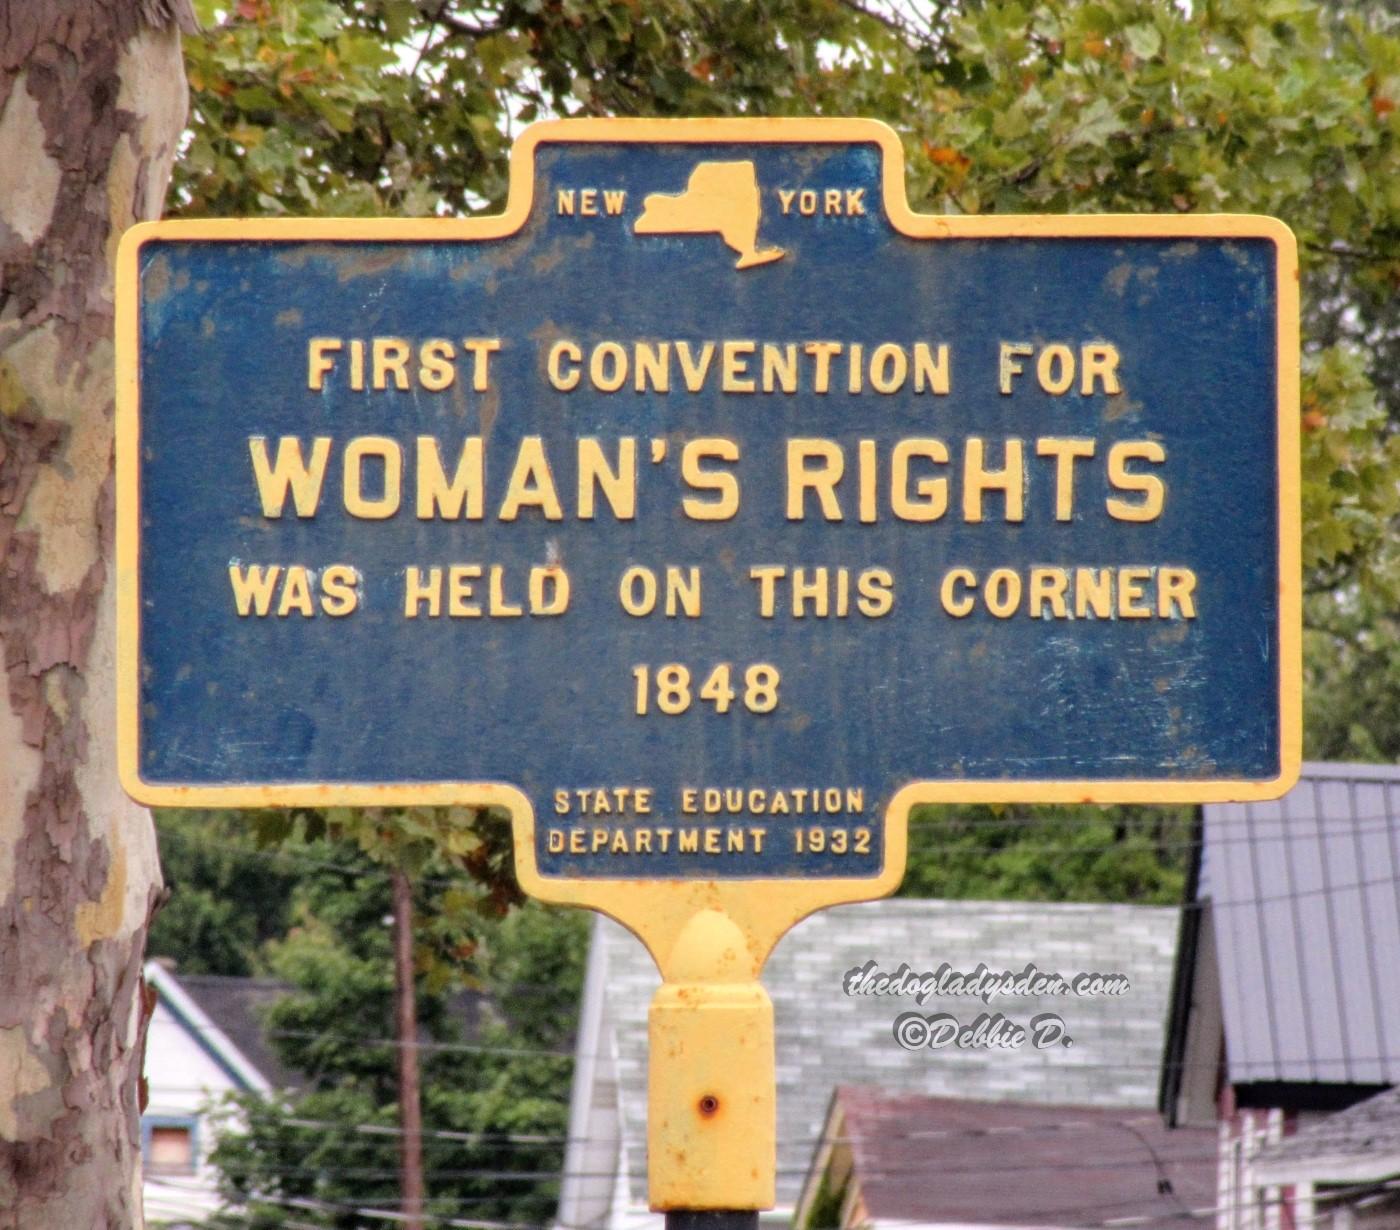 NEW YORK
FIRST CONVENTION FOR
WOMAN'S RIGHTS
WAS HELD ON THIS CORNER
1848
STATE EDUCATION
DEPARTMENT 1932
thedogladysden.com
©Debbie D.